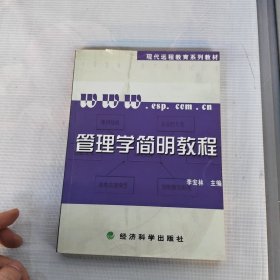 现代远程教育系列教材
www.esp.com.cn
管理学简明教程
李宏林 主编
经济科学出版社